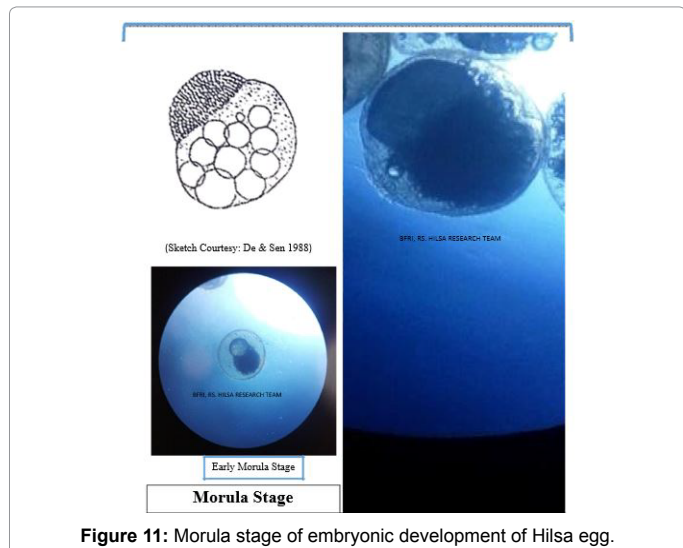 (Sketch Courtesy: De & Sen 1988)
BFRI, RS. HILSA RESEARCH TEAM
BFRI, RS. HILSA RESEARCH TEAM
Early Morula Stage
Morula Stage
Figure 11: Morula stage of embryonic development of Hilsa egg.